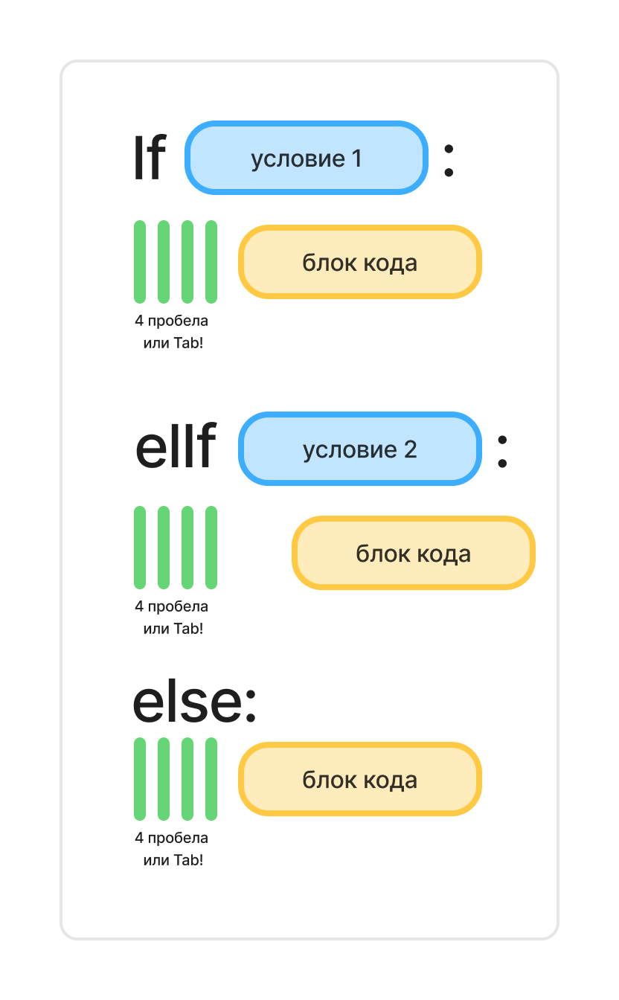 If условие 1 :
блок кода
4 пробела
или Tab!
elIf условие 2 :
блок кода
4 пробела
или Tab!
else:
блок кода
4 пробела
или Tab!